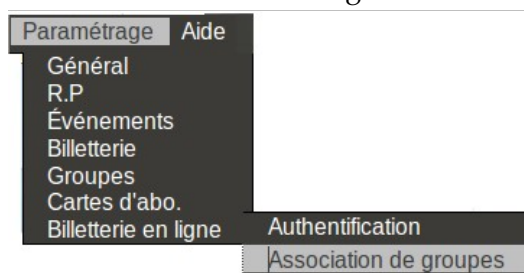 Paramétrage Aide
Général
R.P
Événements
Billetterie
Groupes
Cartes d'abo.
Billetterie en ligne
Authentification
Association de groupes